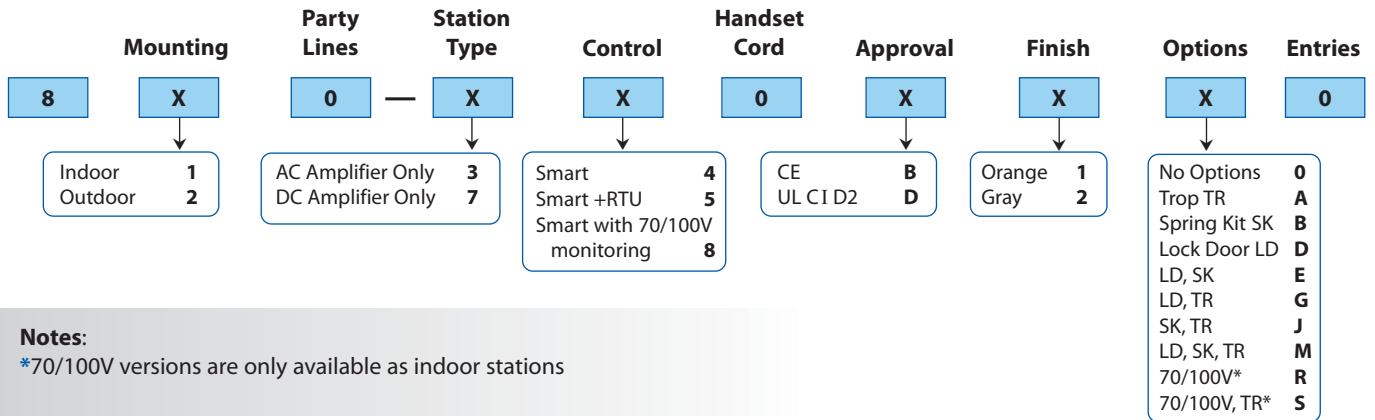 Mounting
Party
Lines
Station
Type
Control
Handset
Cord
Approval
Finish
Options
Entries
8 X 0 — X X 0 X X X 0
Indoor 1
Outdoor 2
AC Amplifier Only 3
DC Amplifier Only 7
Smart 4
Smart +RTU 5
Smart with 70/100V
monitoring 8
CE B
UL C I D2 D
Orange 1
Gray 2
No Options 0
Trop TR A
Spring Kit SK B
Lock Door LD D
LD, SK E
LD, TR G
SK, TR J
LD, SK, TR M
70/100V* R
70/100V, TR* S
Notes:
*70/100V versions are only available as indoor stations